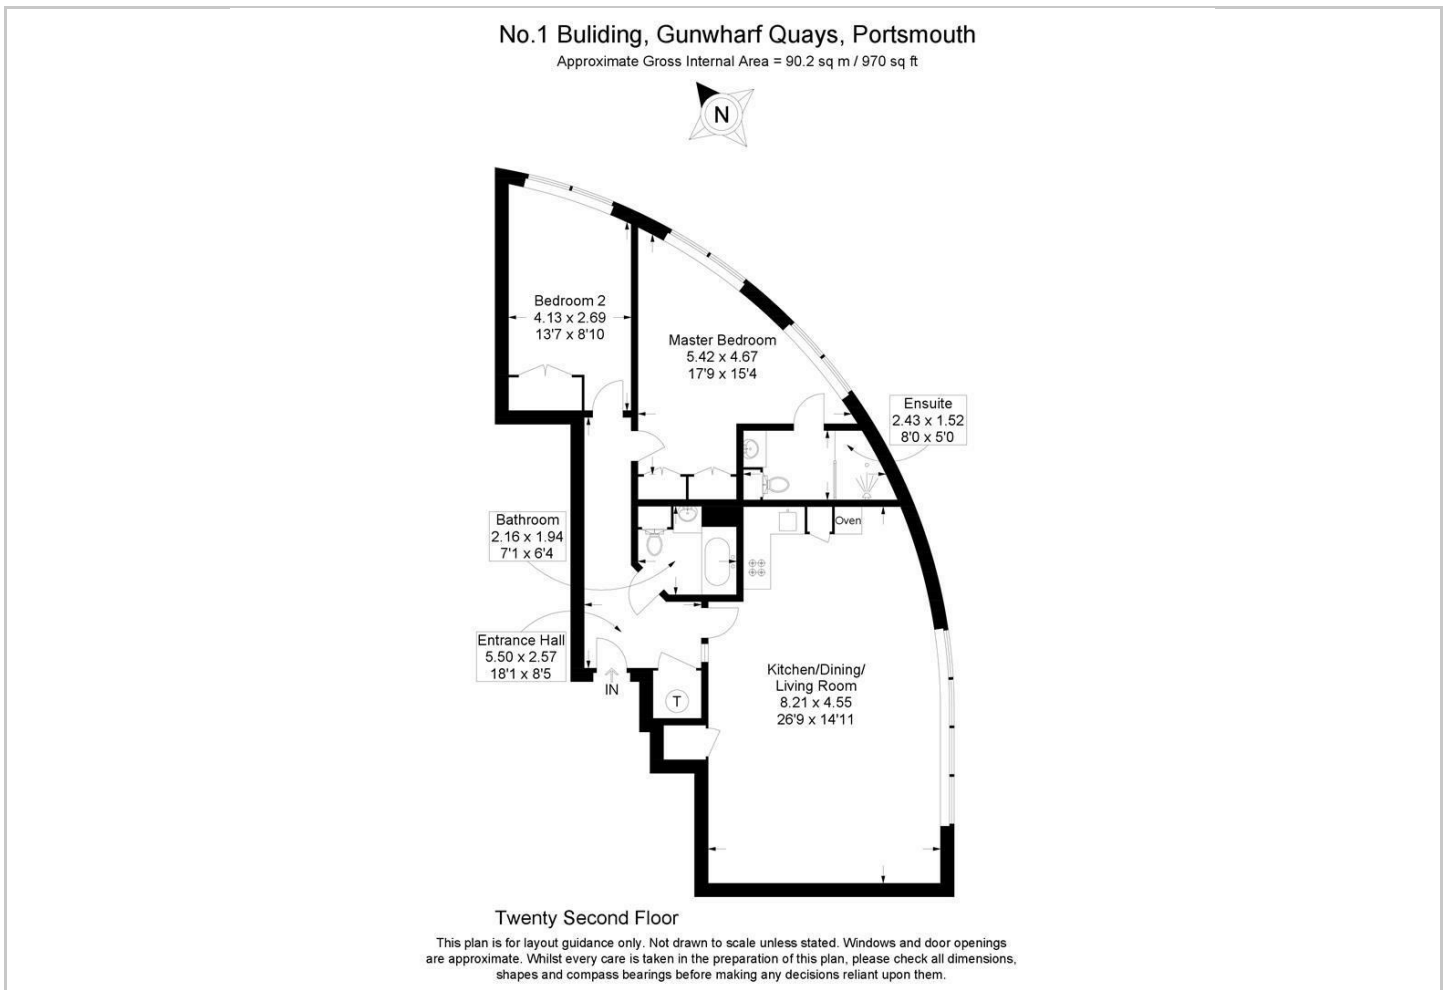 No.1 Buliding, Gunwharf Quays, Portsmouth
Approximate Gross Internal Area = 90.2 sq m / 970 sq ft
N
Bedroom 2
4.13 x 2.69
13'7 x 8'10
Master Bedroom
5.42 x 4.67
17'9 x 15'4
Ensuite
2.43 x 1.52
8'0 x 5'0
Bathroom
2.16 x 1.94
7'1 x 6'4
Oven
Entrance Hall
5.50 x 2.57
18'1 x 8'5
IN
T
Kitchen/Dining/
Living Room
8.21 x 4.55
26'9 x 14'11
Twenty Second Floor
This plan is for layout guidance only. Not drawn to scale unless stated. Windows and door openings
are approximate. Whilst every care is taken in the preparation of this plan, please check all dimensions,
shapes and compass bearings before making any decisions reliant upon them.